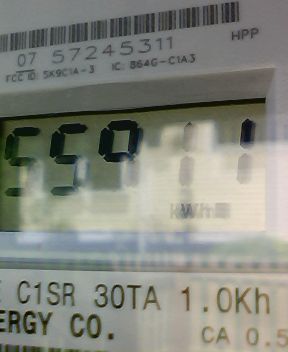 07 57245311
HPP
FCC ID: SK9C1A-3 IC: 864G-C1A3
kWh
C1SR 30TA 1.0Kh
ERGY CO.
CA 0.5